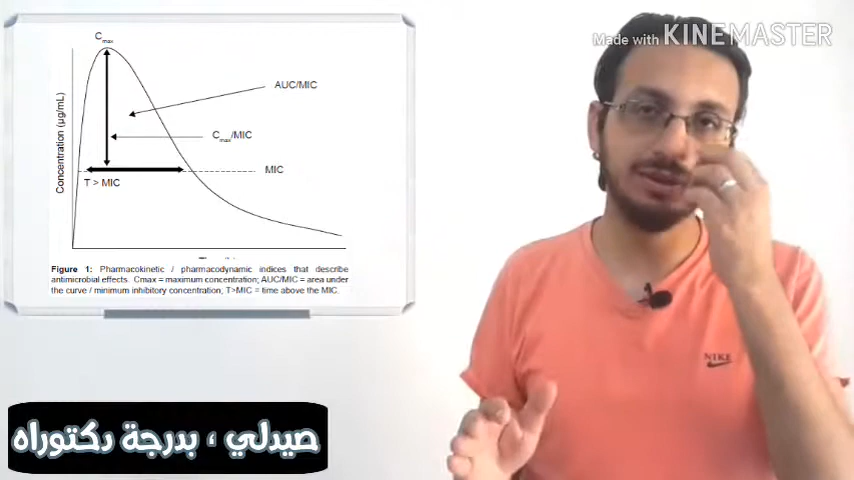 Made with KINEMASTER
Cmax
AUC/MIC
Cmax/MIC
MIC
T > MIC
Concentration (µg/mL)
Figure 1: Pharmacokinetic / pharmacodynamic indices that describe
antimicrobial effects. Cmax = maximum concentration; AUC/MIC = area under
the curve / minimum inhibitory concentration; T>MIC = time above the MIC.
NIKE
صيدلي ، بدرجة دكتوراه